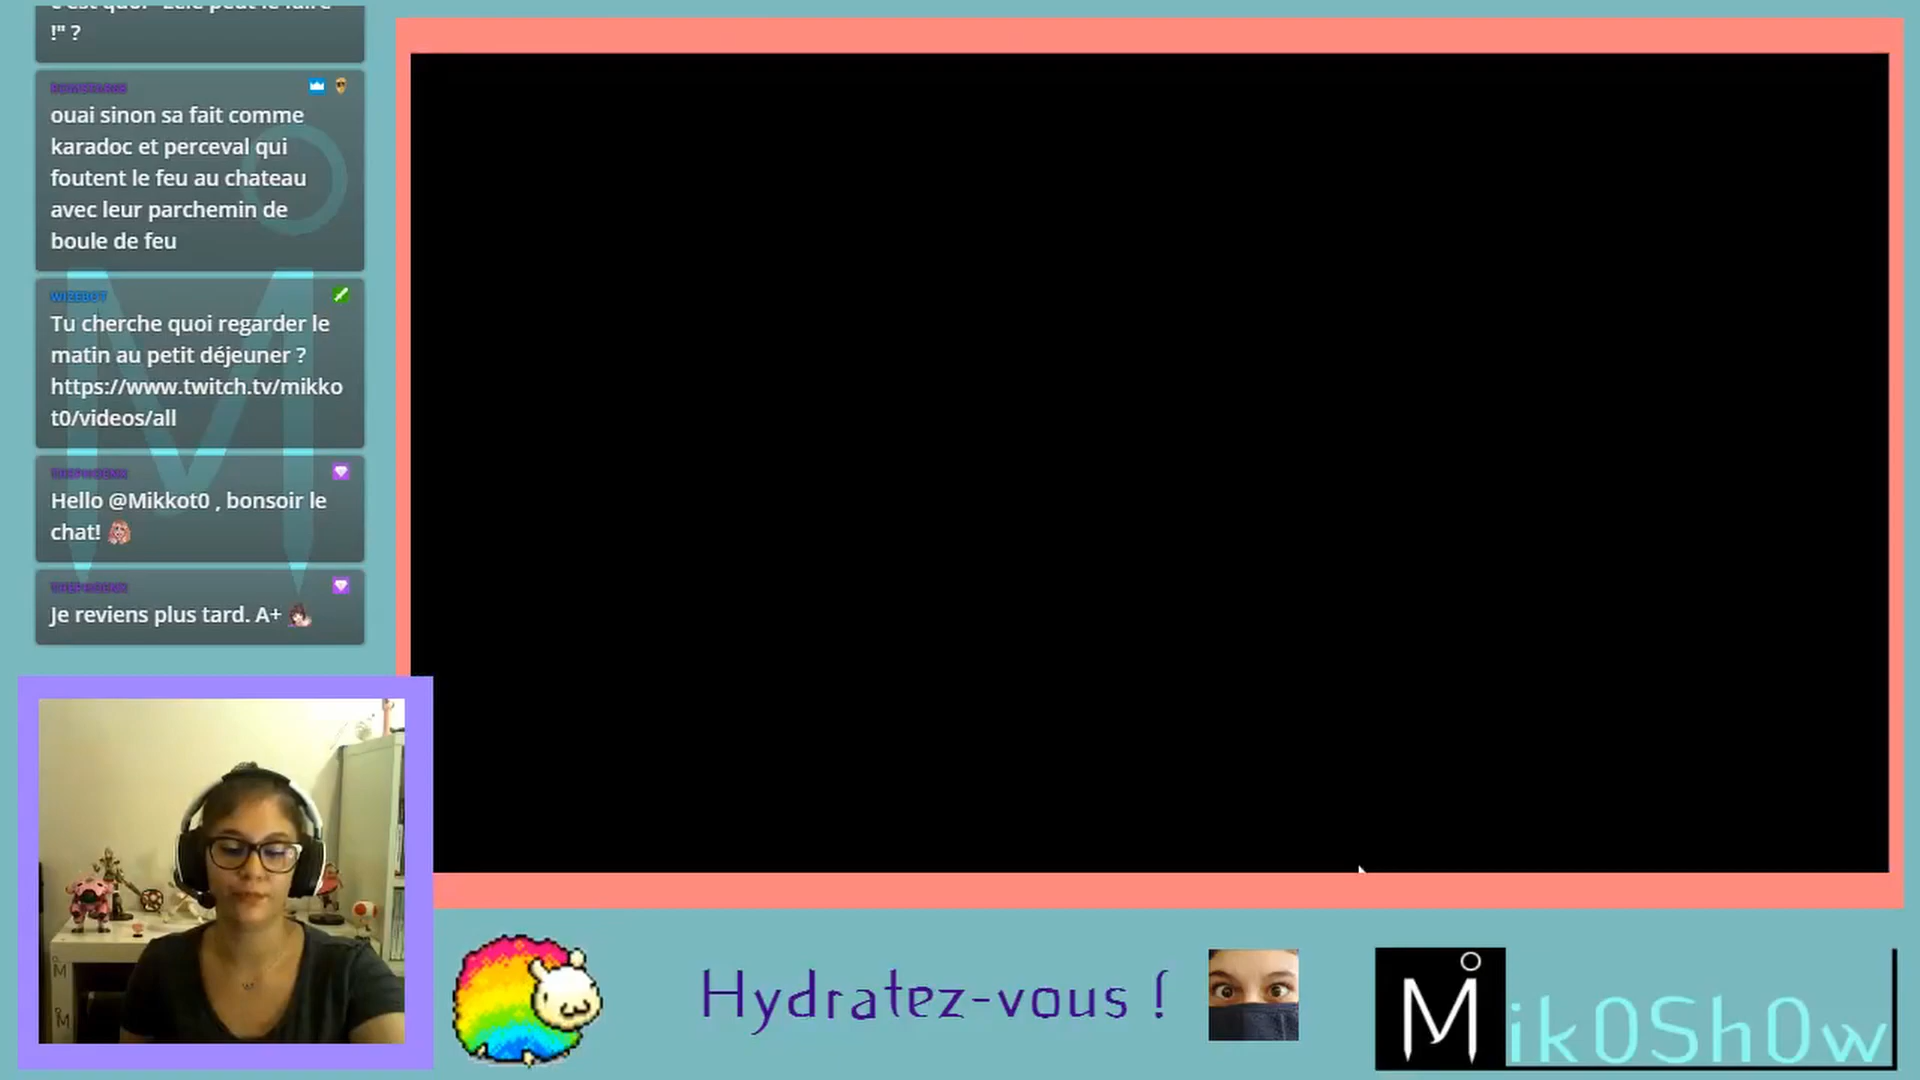 !" ?
ouai sinon sa fait comme
karadoc et perceval qui
foutent le feu au chateau
avec leur parchemin de
boule de feu
WIZEBOT
Tu cherche quoi regarder le
matin au petit déjeuner ?
https://www.twitch.tv/mikko
t0/videos/all
Hello @Mikkot0 , bonsoir le
chat!
Je reviens plus tard. A+
Hydratez-vous !
Mik0Sh0w